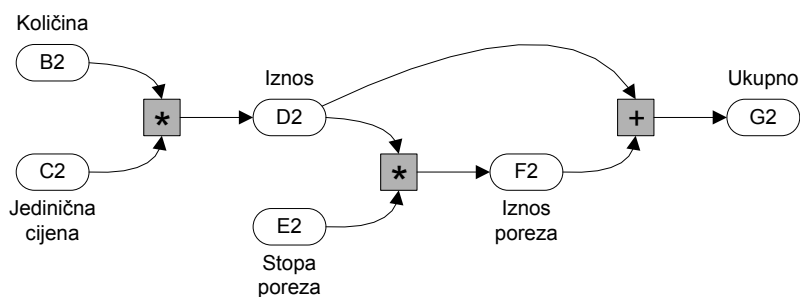 Količina
B2
*
C2
Jedinična
cijena
Iznos
D2
*
E2
Stopa
poreza
F2
Iznos
poreza
+
Ukupno
G2